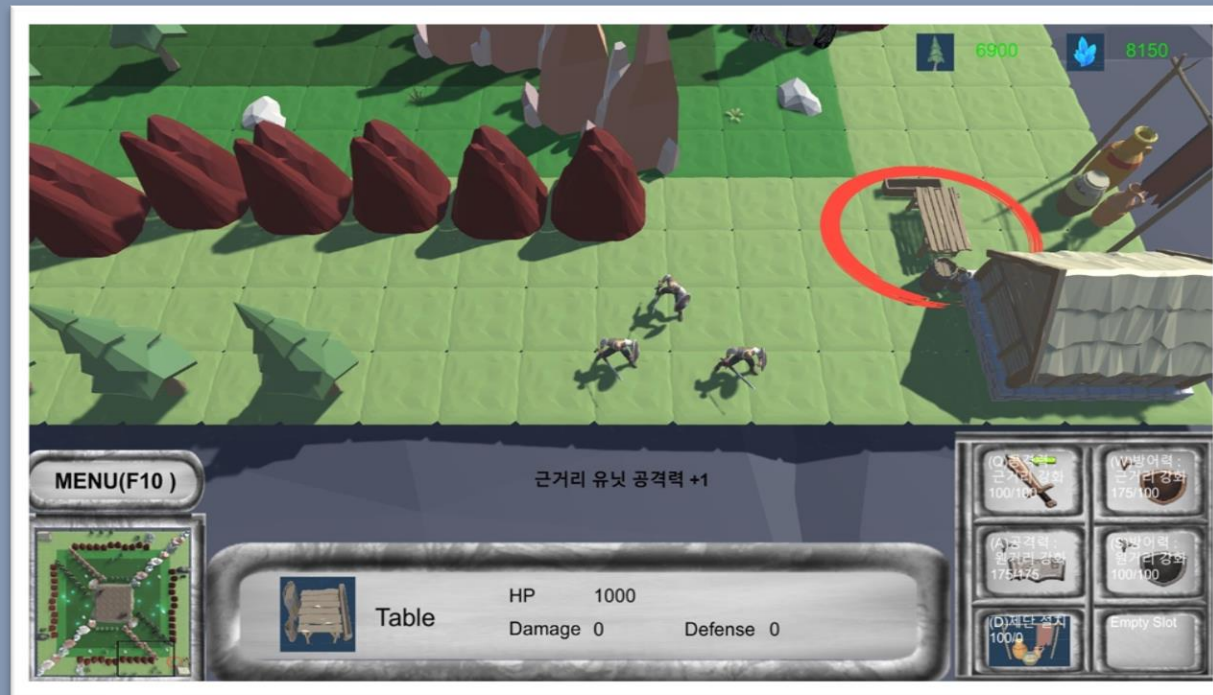 6900
8150
근거리 유닛 공격력 +1
MENU(F10 )
Table
HP 1000
Damage 0 Defense 0
(Q)공격력 :
근거리 강화
100/100
(W)방어력 :
근거리 강화
175/100
(A)공격력 :
원거리 강화
175/175
(S)방어력 :
원거리 강화
100/100
(D)제단 설치
100/0
Empty Slot